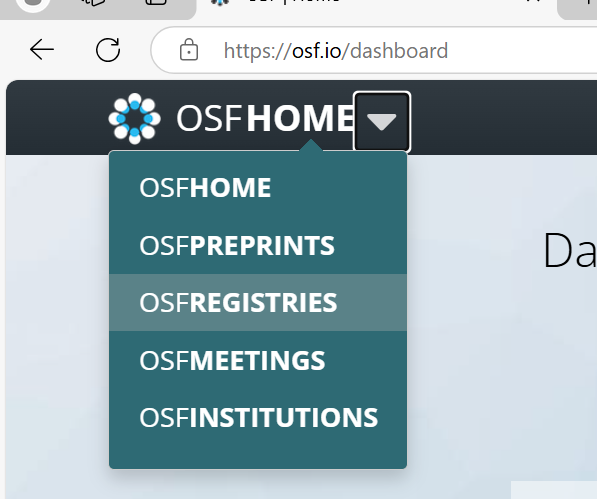 https://osf.io/dashboard
OSFHOME
OSFHOME
OSFPREPRINTS
OSFREGISTRIES
OSFMEETINGS
OSFINSTITUTIONS
Da